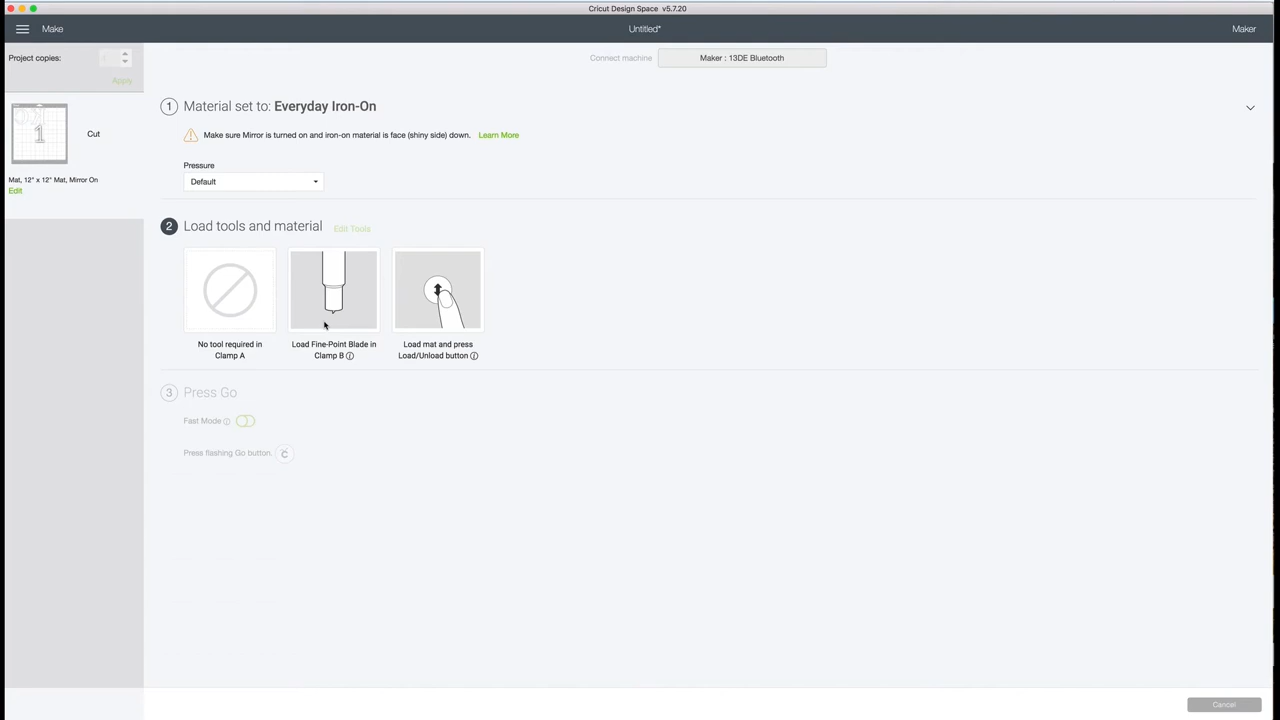 Cricut Design Space v5.7.20
Make
Untitled*
Maker
Project copies:
Apply
Connect machine
Maker : 13DE Bluetooth
1 Material set to: Everyday Iron-On
Make sure Mirror is turned on and iron-on material is face (shiny side) down. Learn More
Cut
1
Mat, 12" x 12" Mat, Mirror On
Edit
Pressure
Default
2 Load tools and material Edit Tools
No tool required in
Clamp A
Load Fine-Point Blade in
Clamp B
Load mat and press
Load/Unload button
3 Press Go
Fast Mode
Press flashing Go button.
Cancel